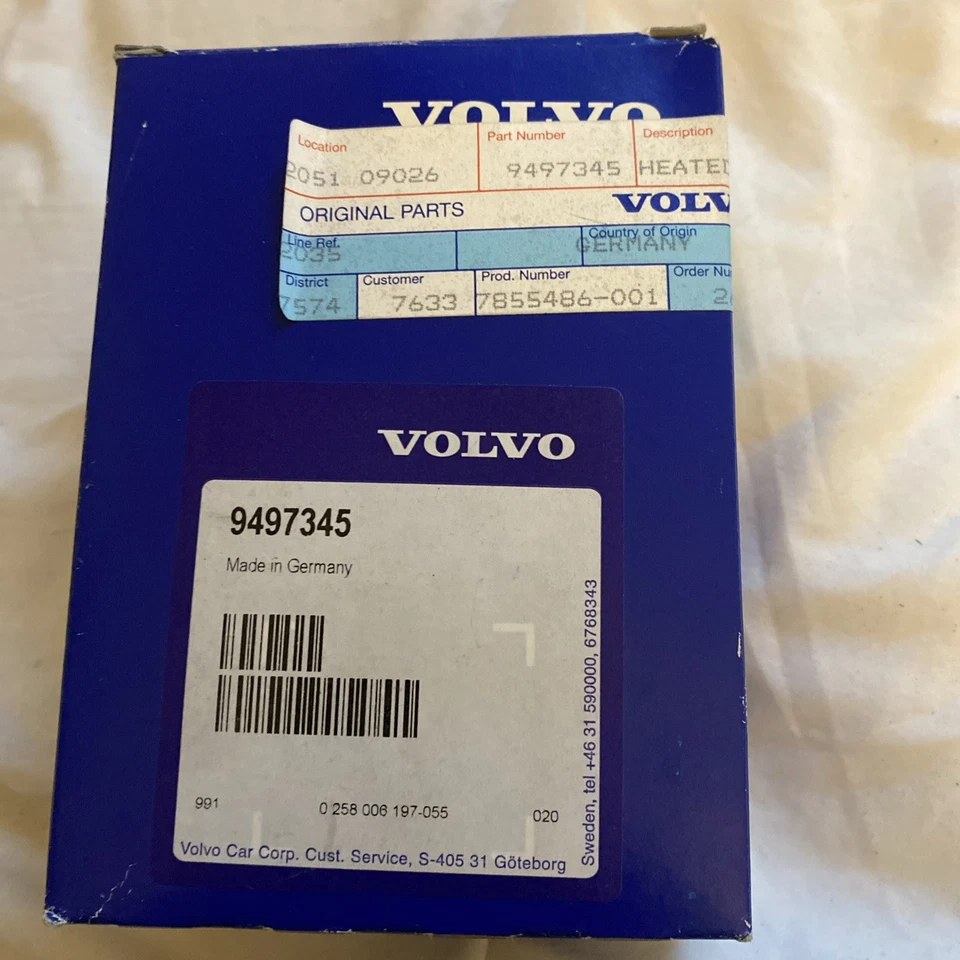 VOLVO
Location Part Number Description
2051 09026 9497345 HEATED
ORIGINAL PARTS VOLV
Line Ref. Country of Origin
2035 GERMANY
District Customer Prod. Number Order Nu
7574 7633 7855486-001 2
VOLVO
9497345
Made in Germany
991 0 258 006 197-055 020
Volvo Car Corp. Cust. Service, S-405 31 Göteborg
Sweden, tel +46 31 590000, 6768343